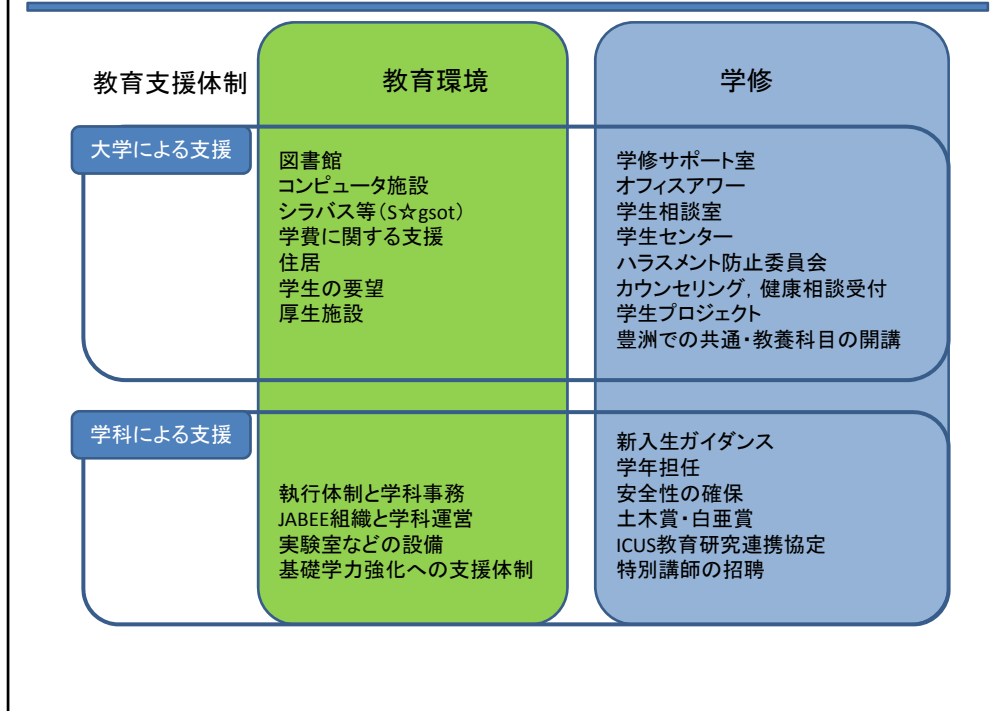 教育支援体制
教育環境
学修
大学による支援
図書館
コンピュータ施設
シラバス等(S☆gsot)
学費に関する支援
住居
学生の要望
厚生施設
学修サポート室
オフィスアワー
学生相談室
学生センター
ハラスメント防止委員会
カウンセリング, 健康相談受付
学生プロジェクト
豊洲での共通・教養科目の開講
学科による支援
執行体制と学科事務
JABEE組織と学科運営
実験室などの設備
基礎学力強化への支援体制
新入生ガイダンス
学年担任
安全性の確保
土木賞・白亜賞
ICUS教育研究連携協定
特別講師の招聘